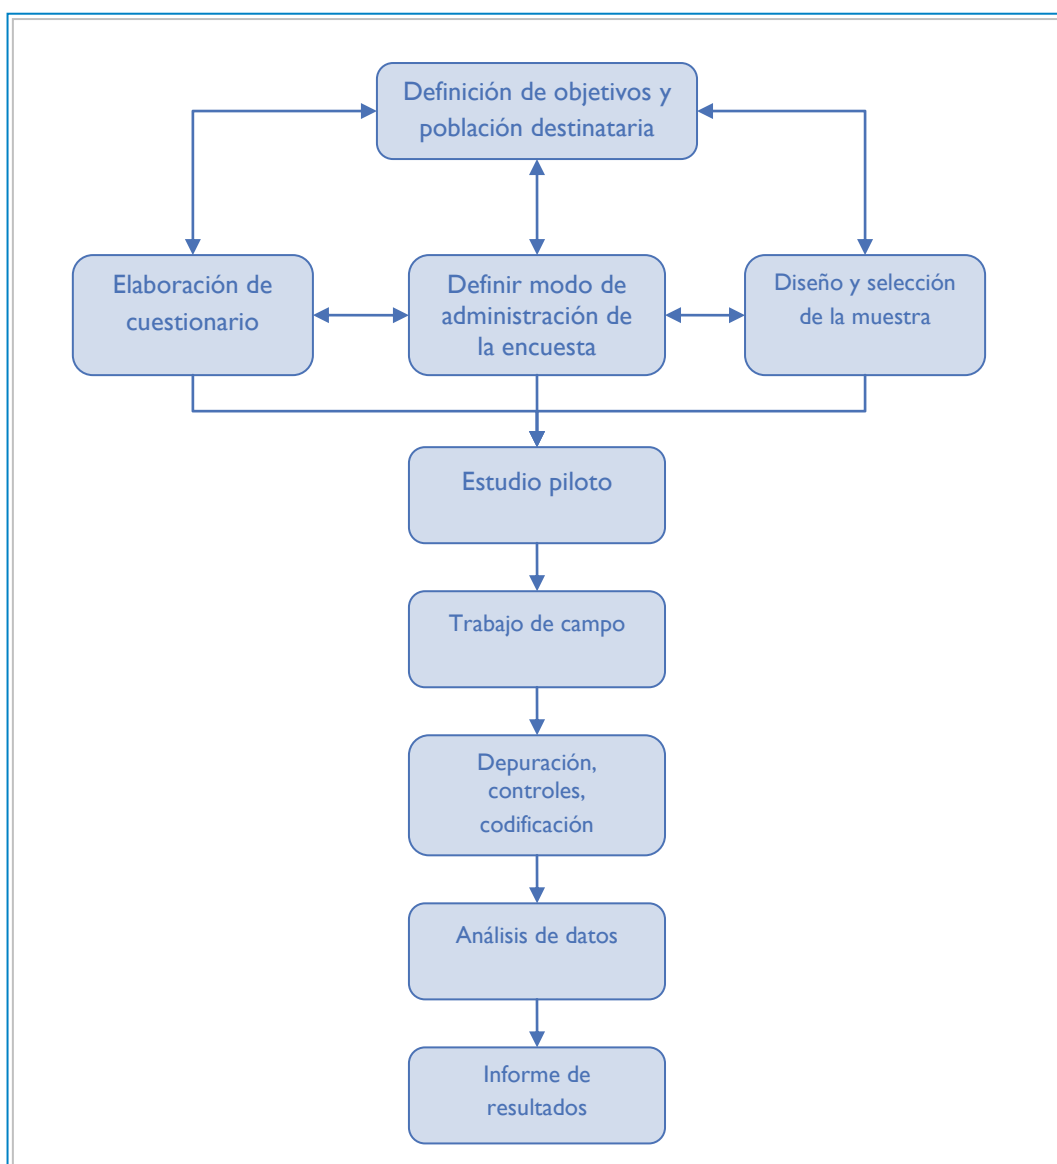 Definición de objetivos y
población destinataria
Elaboración de
cuestionario
Definir modo de
administración de
la encuesta
Diseño y selección
de la muestra
Estudio piloto
Trabajo de campo
Depuración,
controles,
codificación
Análisis de datos
Informe de
resultados